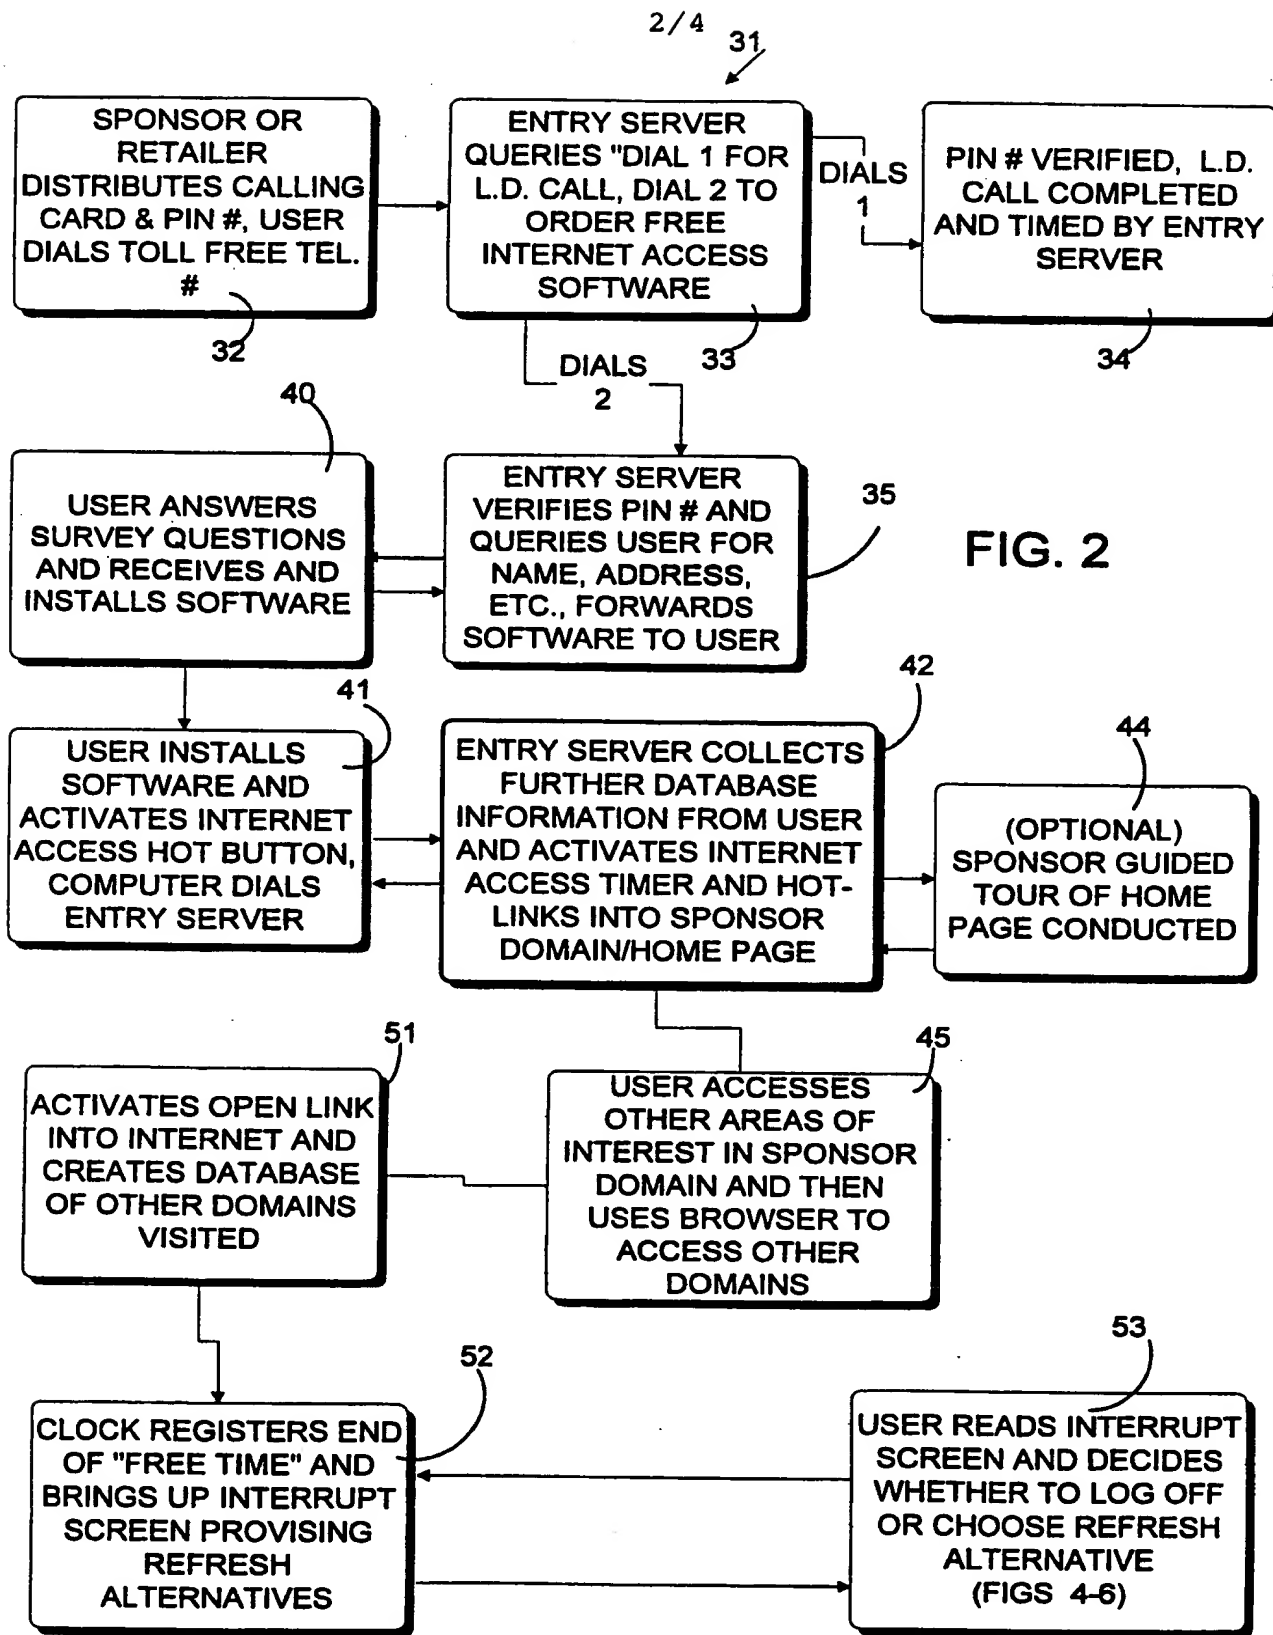 2/4
31
SPONSOR OR
RETAILER
DISTRIBUTES CALLING
CARD & PIN #, USER
DIALS TOLL FREE TEL.
#
32
ENTRY SERVER
QUERIES "DIAL 1 FOR
L.D. CALL, DIAL 2 TO
ORDER FREE
INTERNET ACCESS
SOFTWARE
33
DIALS
1
PIN # VERIFIED, L.D.
CALL COMPLETED
AND TIMED BY ENTRY
SERVER
34
DIALS
2
40
USER ANSWERS
SURVEY QUESTIONS
AND RECEIVES AND
INSTALLS SOFTWARE
ENTRY SERVER
VERIFIES PIN # AND
QUERIES USER FOR
NAME, ADDRESS,
ETC., FORWARDS
SOFTWARE TO USER
35
FIG. 2
41
USER INSTALLS
SOFTWARE AND
ACTIVATES INTERNET
ACCESS HOT BUTTON,
COMPUTER DIALS
ENTRY SERVER
42
ENTRY SERVER COLLECTS
FURTHER DATABASE
INFORMATION FROM USER
AND ACTIVATES INTERNET
ACCESS TIMER AND HOT-
LINKS INTO SPONSOR
DOMAIN/HOME PAGE
44
(OPTIONAL)
SPONSOR GUIDED
TOUR OF HOME
PAGE CONDUCTED
51
ACTIVATES OPEN LINK
INTO INTERNET AND
CREATES DATABASE
OF OTHER DOMAINS
VISITED
45
USER ACCESSES
OTHER AREAS OF
INTEREST IN SPONSOR
DOMAIN AND THEN
USES BROWSER TO
ACCESS OTHER
DOMAINS
52
CLOCK REGISTERS END
OF "FREE TIME" AND
BRINGS UP INTERRUPT
SCREEN PROVISING
REFRESH
ALTERNATIVES
53
USER READS INTERRUPT
SCREEN AND DECIDES
WHETHER TO LOG OFF
OR CHOOSE REFRESH
ALTERNATIVE
(FIGS 4-6)